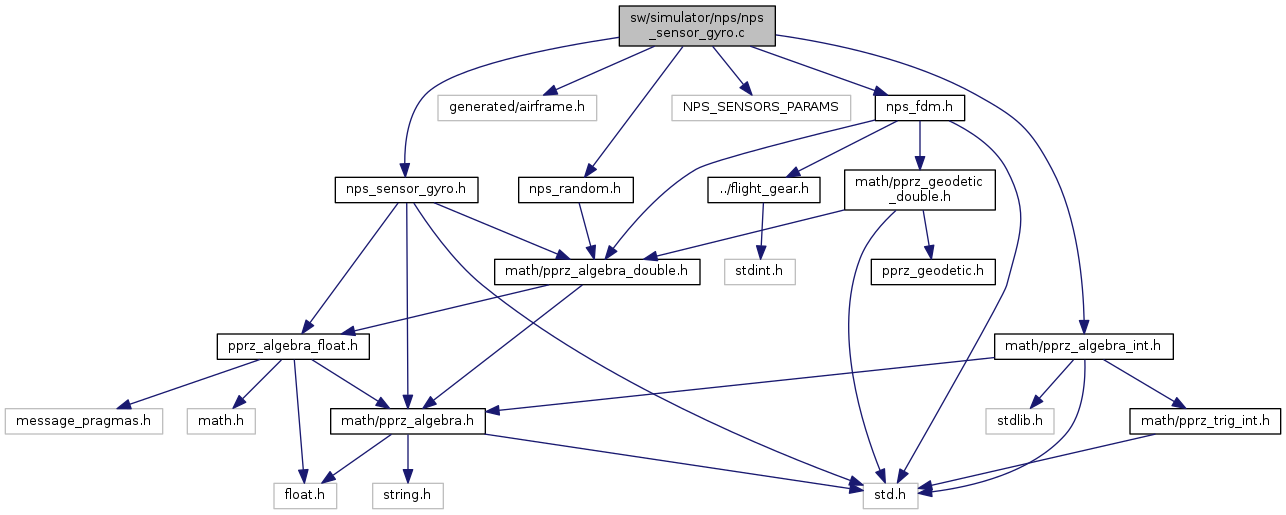 sw/simulator/nps/nps
_sensor_gyro.c
generated/airframe.h
NPS_SENSORS_PARAMS
nps_fdm.h
nps_sensor_gyro.h
nps_random.h
../flight_gear.h
math/pprz_geodetic
_double.h
math/pprz_algebra_double.h
stdint.h
pprz_geodetic.h
pprz_algebra_float.h
math/pprz_algebra_int.h
message_pragmas.h
math.h
math/pprz_algebra.h
stdlib.h
math/pprz_trig_int.h
float.h
string.h
std.h